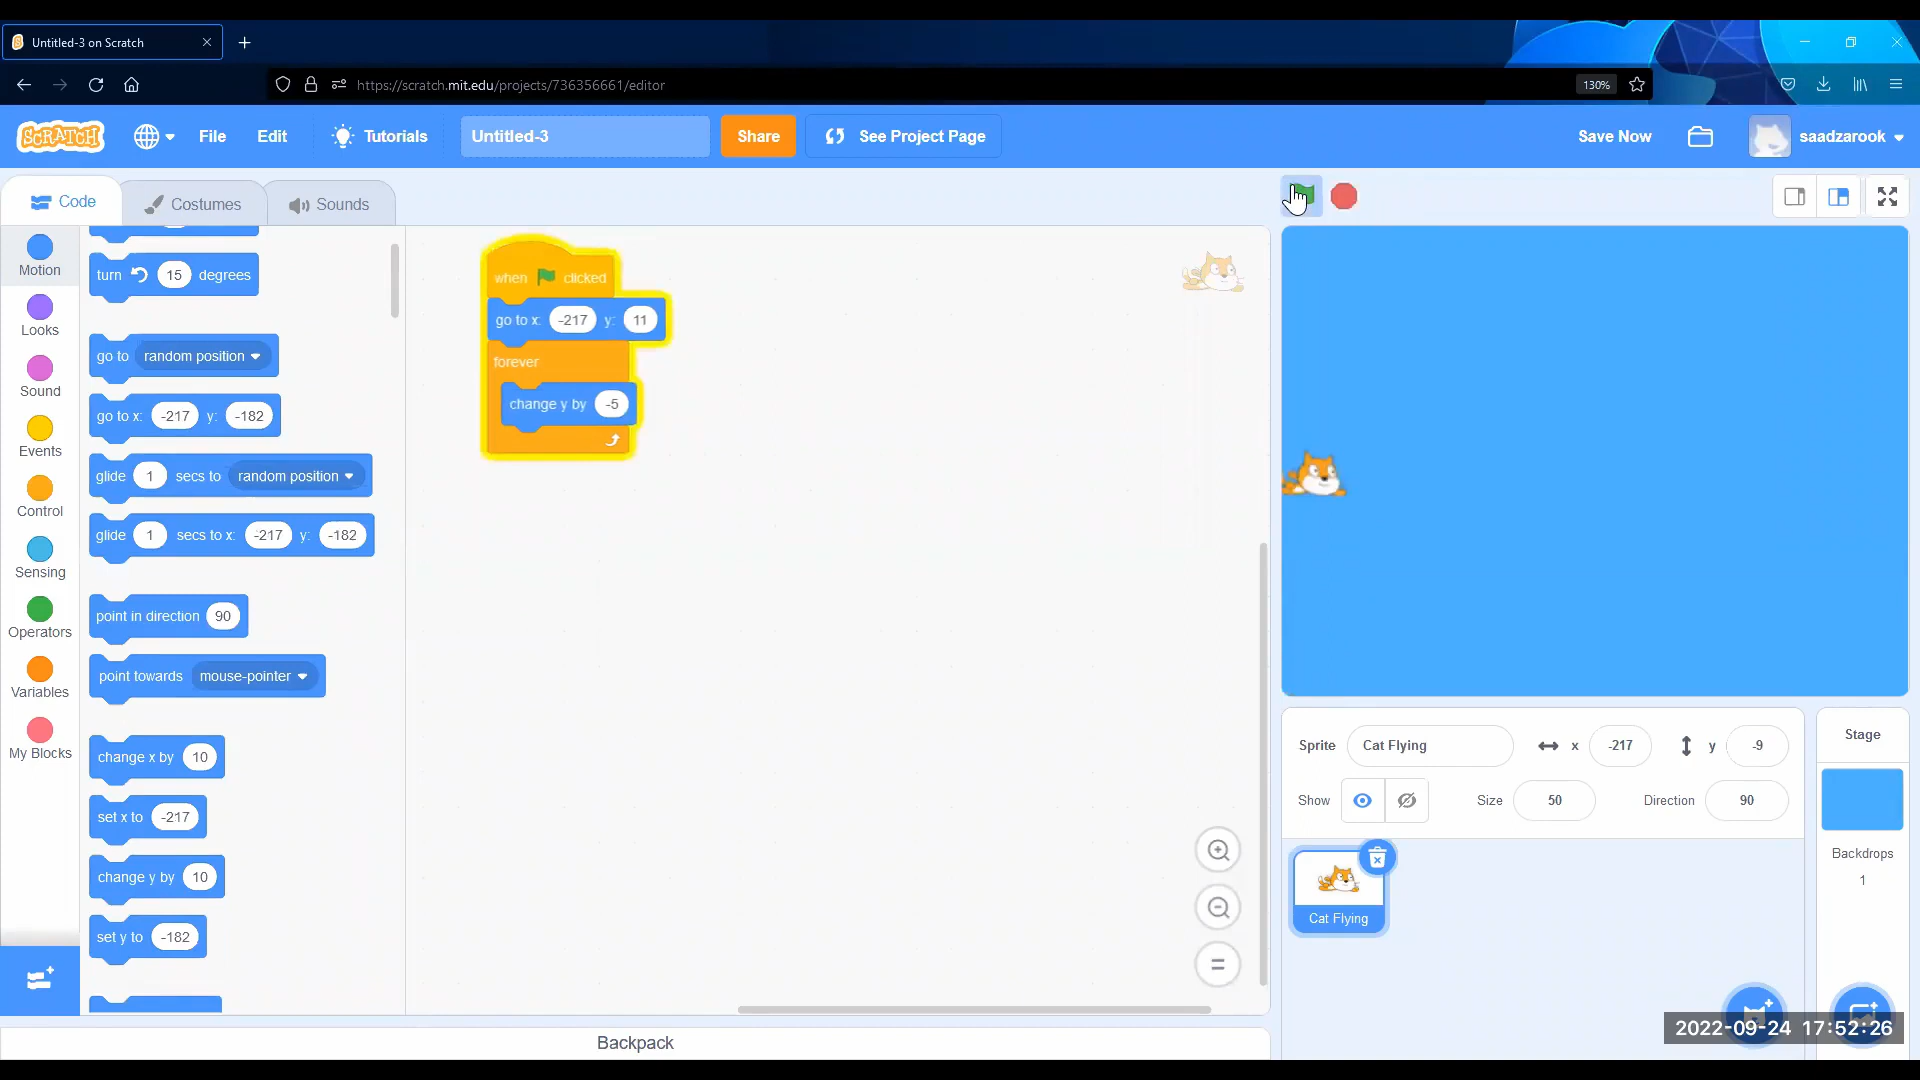 Untitled-3 on Scratch
https://scratch.mit.edu/projects/736356661/editor
130%
SCRATCH
File
Edit
Tutorials
Untitled-3
Share
See Project Page
Save Now
saadzarook
Code
Costumes
Sounds
Motion
Looks
Sound
Events
Control
Sensing
Operators
Variables
My Blocks
turn 15 degrees
go to random position
go to x: -217 y: -182
glide 1 secs to random position
glide 1 secs to x: -217 y: -182
point in direction 90
point towards mouse-pointer
change x by 10
set x to -217
change y by 10
set y to -182
when clicked
go to x: -217 y: 11
forever
change y by -5
Sprite Cat Flying x -217 y -9
Show Size 50 Direction 90
Cat Flying
Stage
Backdrops
1
Backpack
2022-09-24 17:52:26